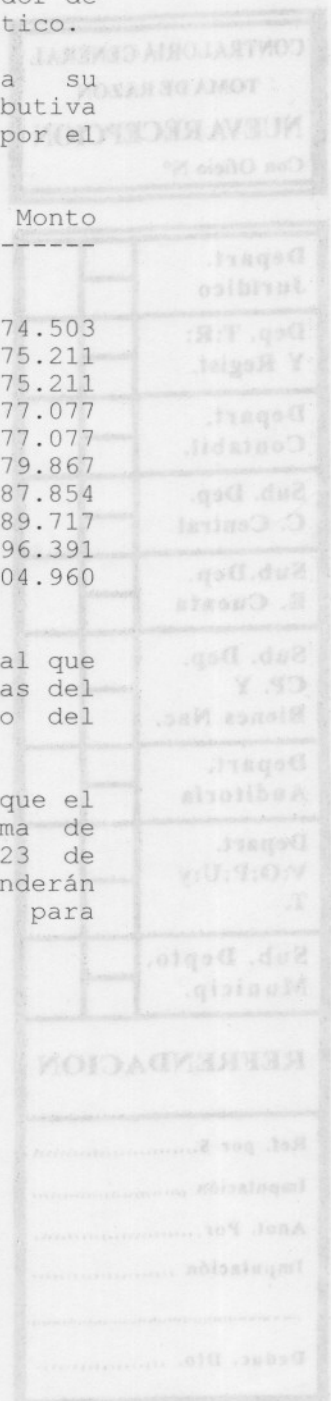 dor de
tico.
a su
butiva
por el
Monto
------
74.503
75.211
75.211
77.077
77.077
79.867
87.854
89.717
96.391
04.960
al que
as del
o del
que el
ma de
23 de
nderán
para
CONTRALORIA GENERAL
TOMA DE RAZÓN
NUEVA RECEPCION
Con Oficio Nº
Depart.
Jurídico
Dep. T:R:
Y Regist.
Depart.
Contabil.
Sub. Dep.
C. Central
Sub.Dep.
E. Cuenta
Sub. Dep.
CP. Y
Bienes Nac.
Depart.
Auditoría
Depart.
V:O:P:U:y
T.
Sub. Depto.
Municip.
REFRENDACION
Ref. por $
Imputación
Anot. Por
Imputación
Deduc. Dto.